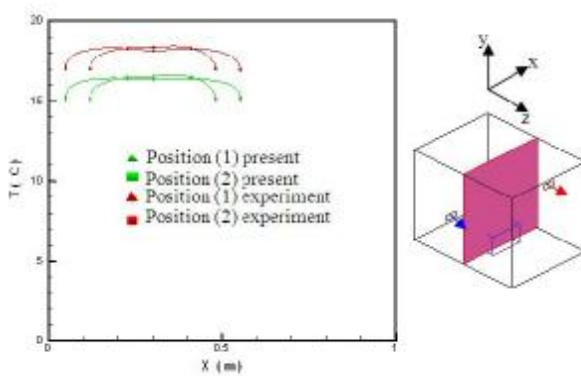 20
15
10
5
0
T( C)
Position (1) present
Position (2) present
Position (1) experiment
Position (2) experiment
0
0.5
1
X (m)
y
x
z